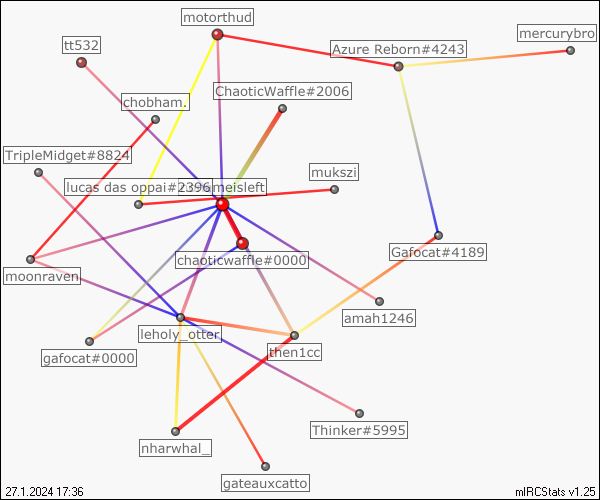 motorthud
mercurybro
tt532
Azure Reborn#4243
ChaoticWaffle#2006
chobham.
TripleMidget#8824
mukszi
lucas das oppai#2396
meisleft
Gafocat#4189
chaoticwaffle#0000
moonraven
amah1246
leholy_otter
then1cc
gafocat#0000
Thinker#5995
nharwhal_
gateauxcatto
27.1.2024 17:36
mIRCStats v1.25